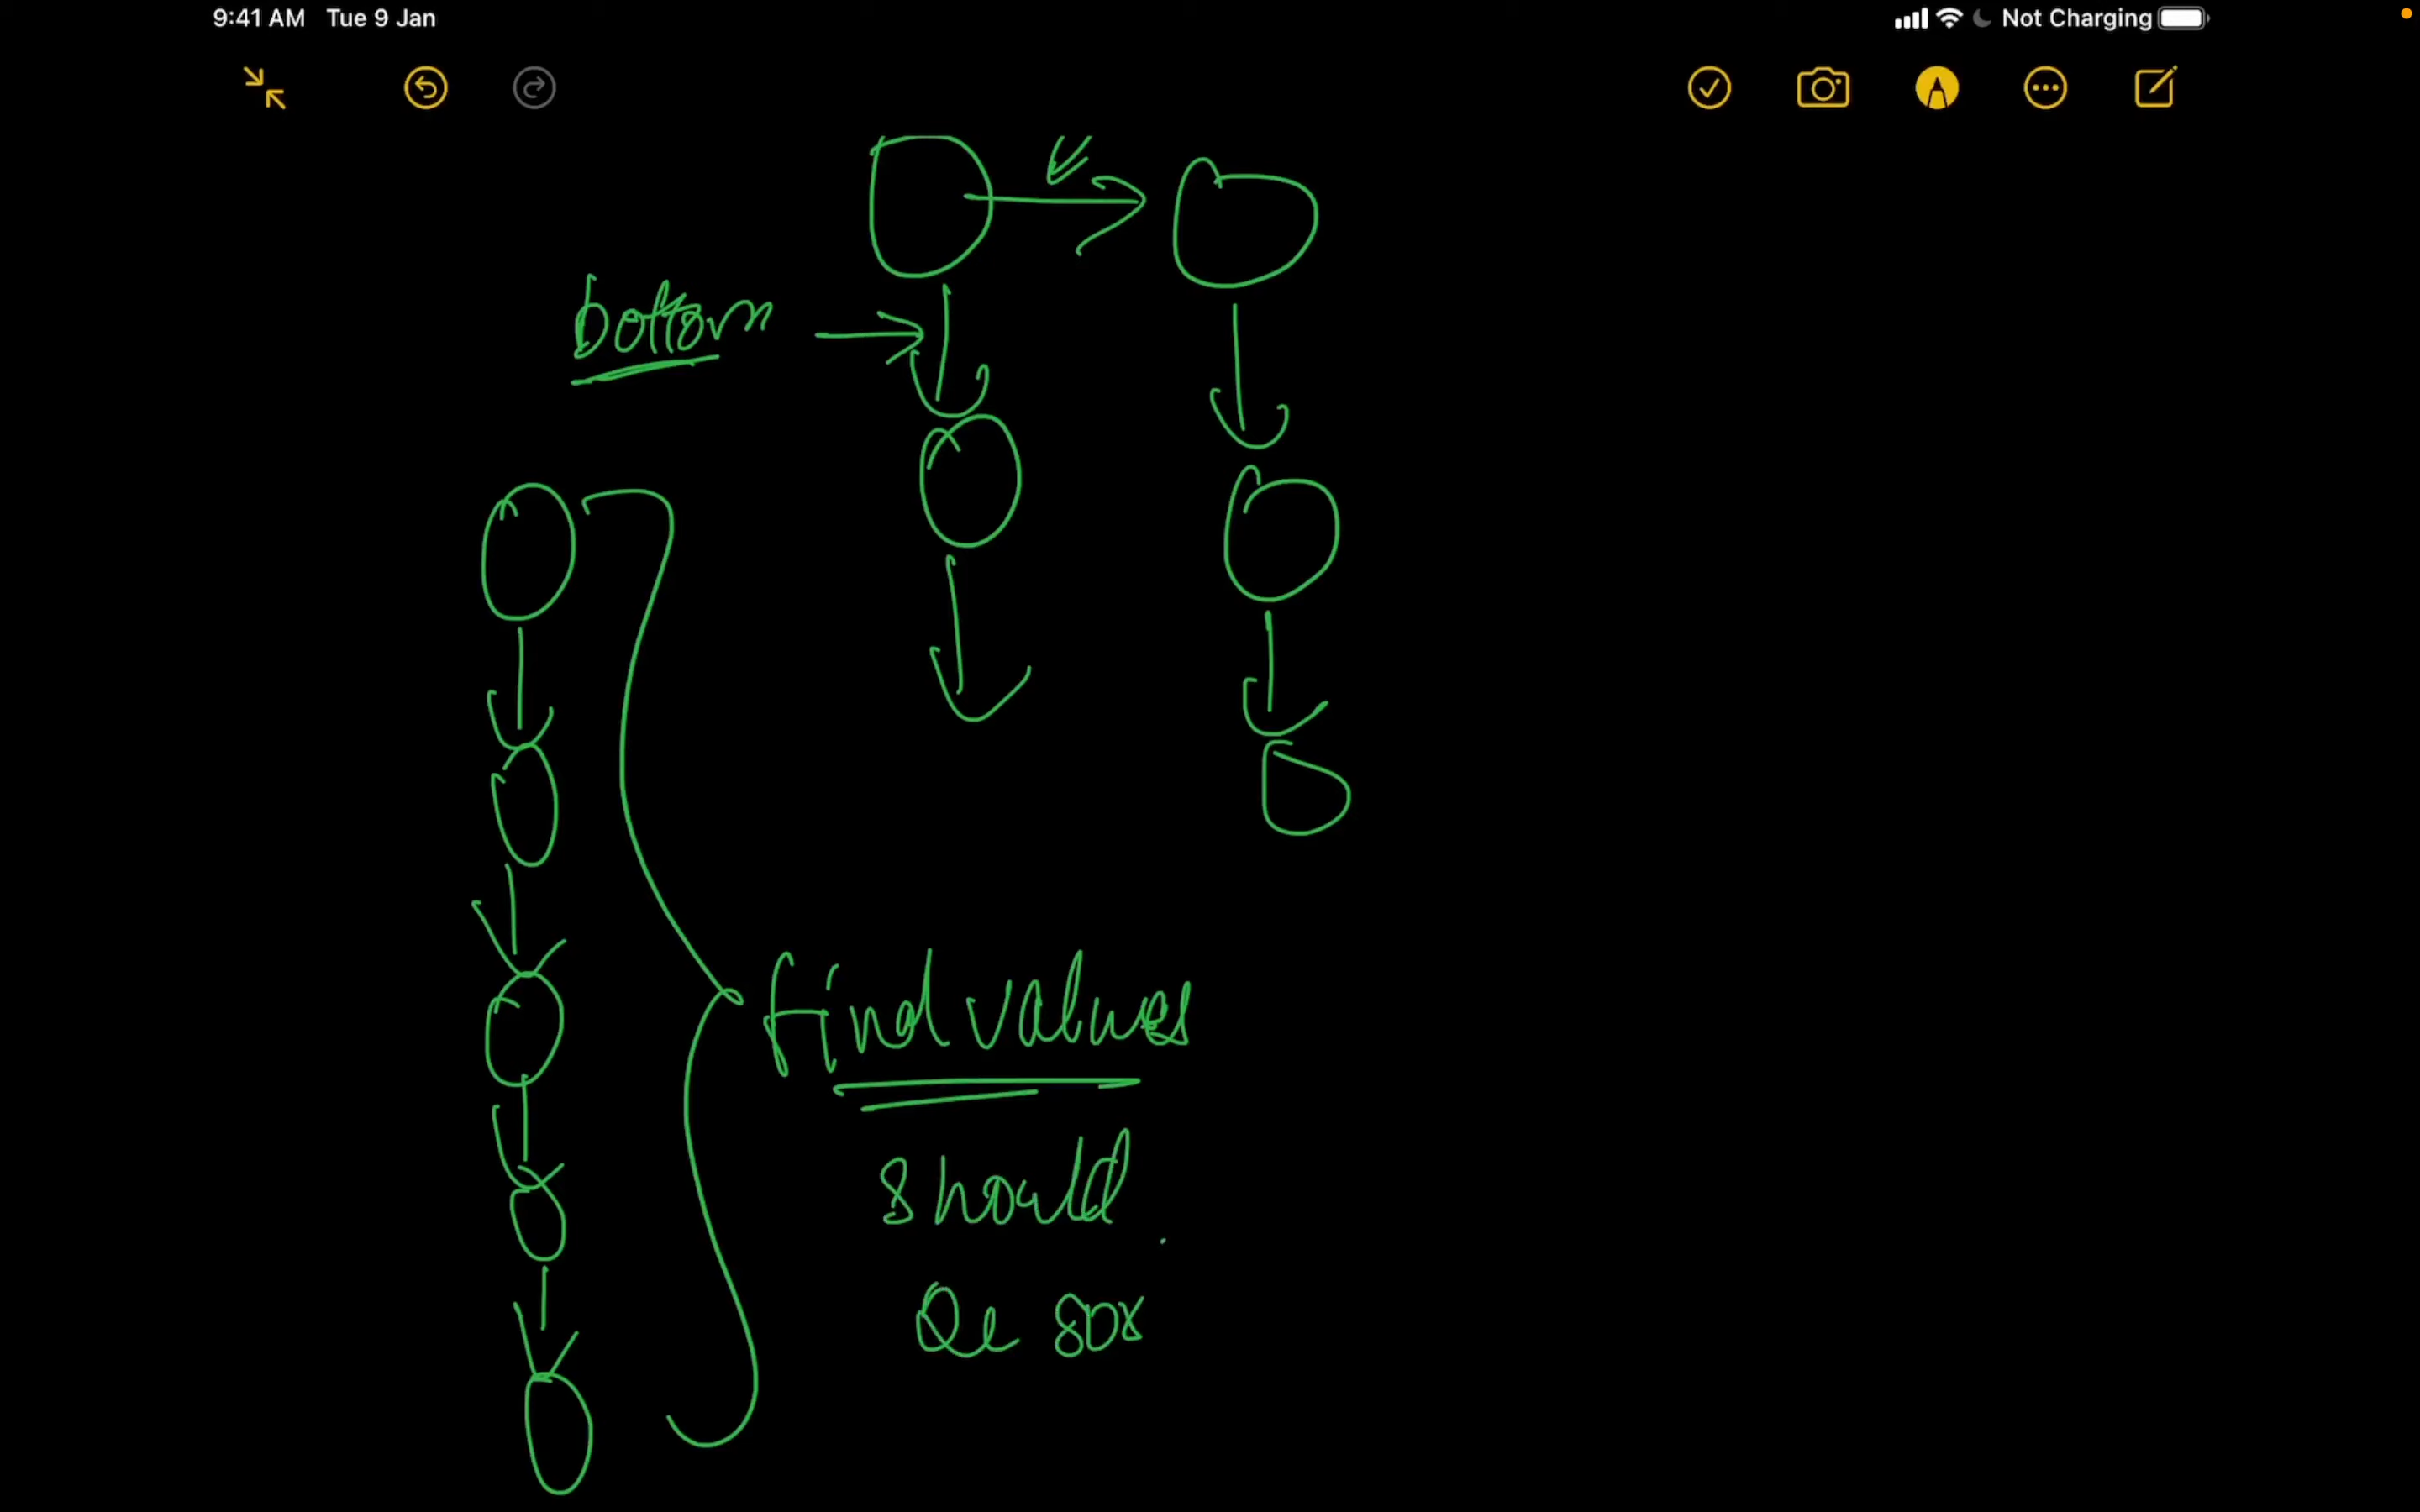 9:41 AM Tue 9 Jan
Not Charging
bottom
final values
should
be sor